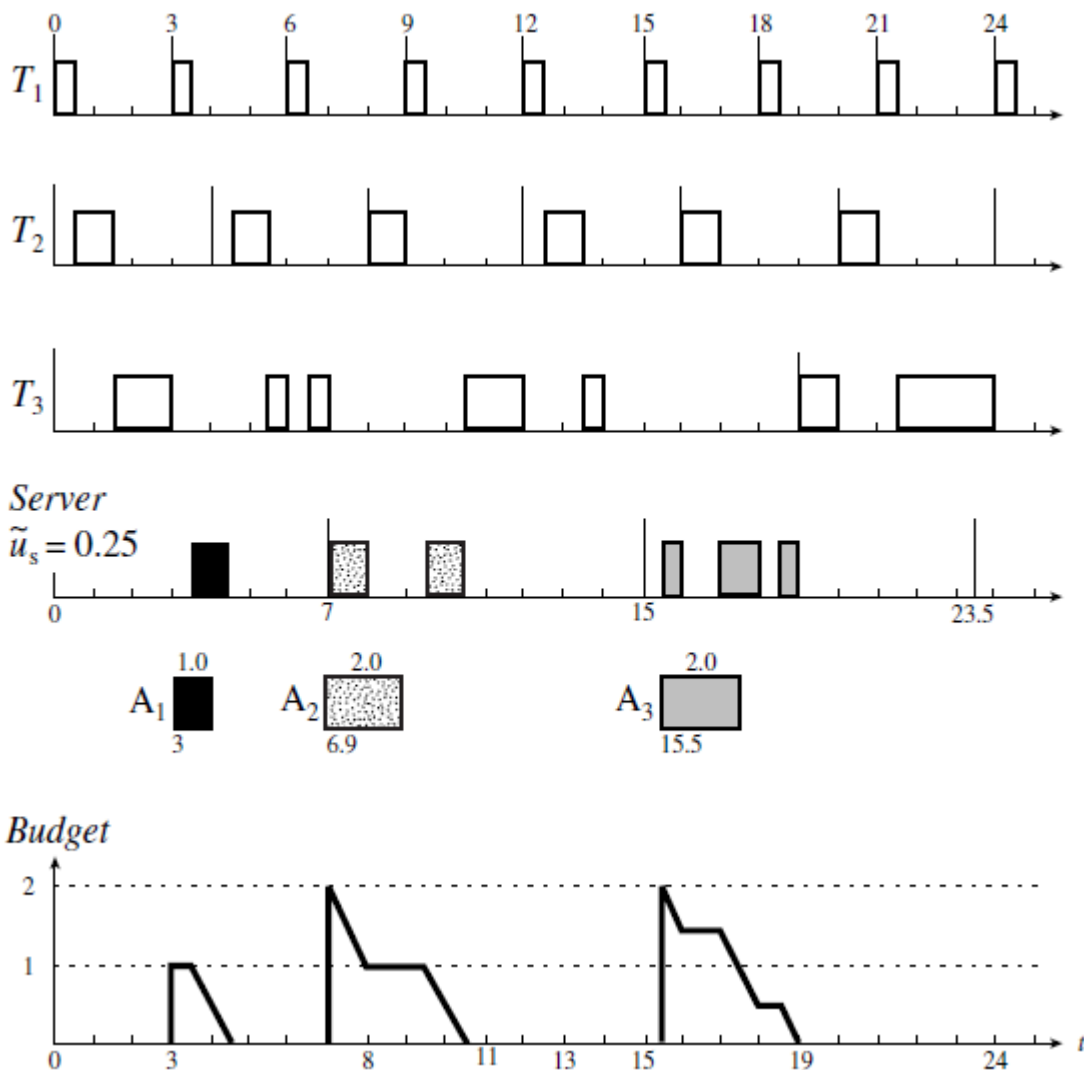 0 3 6 9 12 15 18 21 24
T1
T2
T3
Server
ũs = 0.25
0 7 15 23.5
1.0 2.0 2.0
A1 A2 A3
3 6.9 15.5
Budget
2
1
0 3 8 11 13 15 19 24 t